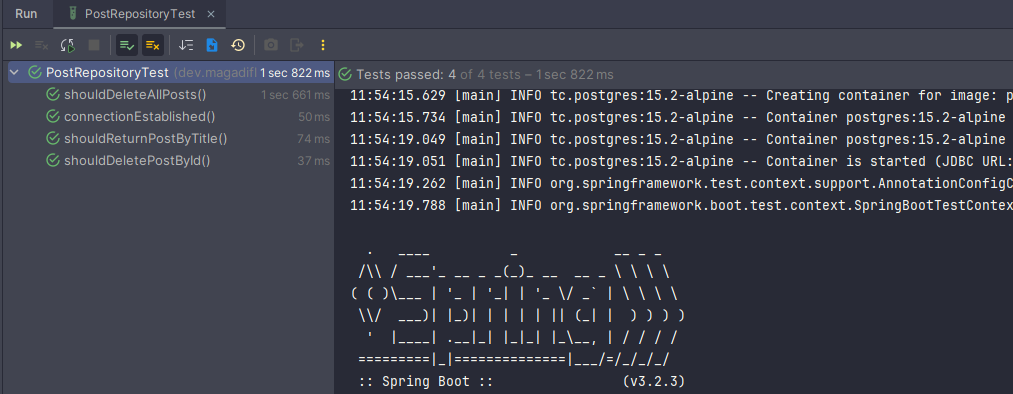 Run PostRepositoryTest
PostRepositoryTest (dev.magadifl 1 sec 822 ms
shouldDeleteAllPosts() 1 sec 661 ms
connectionEstablished() 50 ms
shouldReturnPostByTitle() 74 ms
shouldDeletePostById() 37 ms
Tests passed: 4 of 4 tests – 1 sec 822 ms
11:54:15.629 [main] INFO tc.postgres:15.2-alpine -- Creating container for image: p
11:54:15.734 [main] INFO tc.postgres:15.2-alpine -- Container postgres:15.2-alpine
11:54:19.049 [main] INFO tc.postgres:15.2-alpine -- Container postgres:15.2-alpine
11:54:19.051 [main] INFO tc.postgres:15.2-alpine -- Container is started (JDBC URL:
11:54:19.262 [main] INFO org.springframework.test.context.support.AnnotationConfigC
11:54:19.788 [main] INFO org.springframework.boot.test.context.SpringBootTestContex
  .   ____          _            __ _ _
 /\\ / ___'_ __ _ _(_)_ __  __ _ \ \ \ \
( ( )\___ | '_ | '_| | '_ \/ _` | \ \ \ \
 \\/  ___)| |_)| | | | | || (_| |  ) ) ) )
  '  |____| .__|_| |_|_| |_\__, | / / / /
 =========|_|==============|___/=/_/_/_/
 :: Spring Boot ::                (v3.2.3)